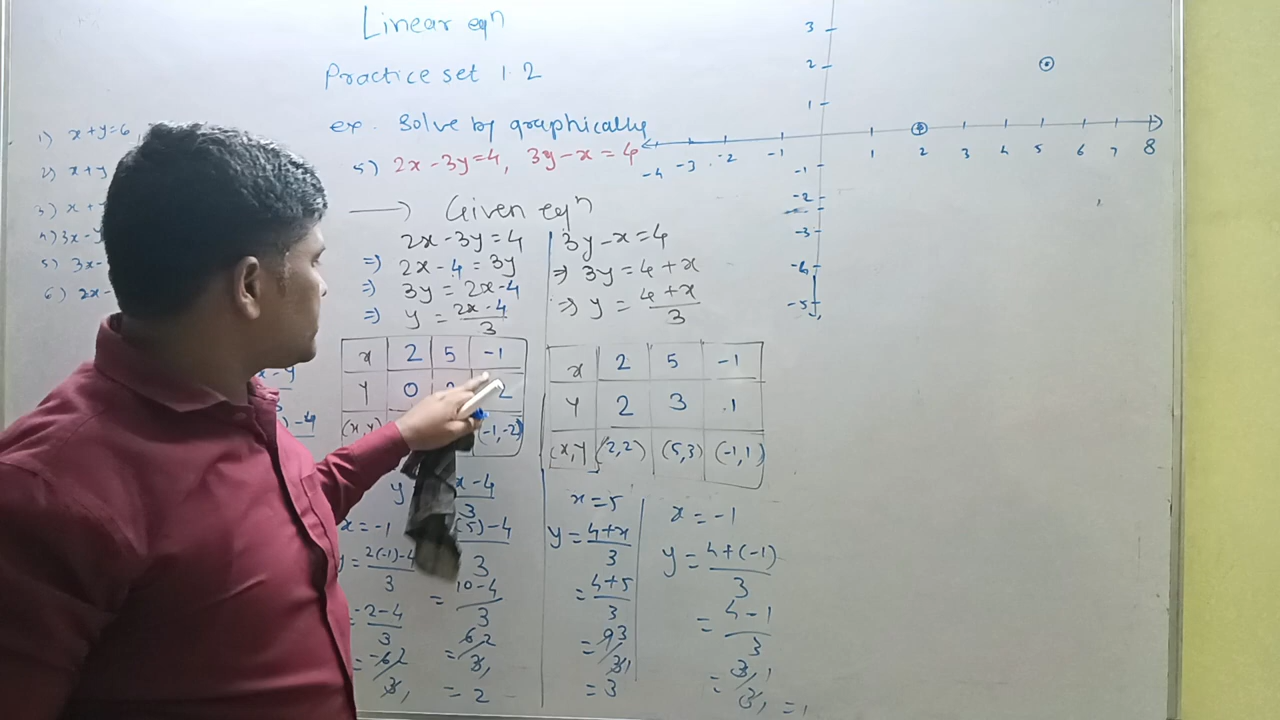 Linear eqn
Practice set 1.2
ex. Solve by graphically
5) 2x-3y=4, 3y-x=4
→ Given eqn
2x-3y=4
⇒) 2x-4=3y
⇒) 3y=2x-4
⇒) y=(2x-4)/3
3y-x=4
⇒ 3y=4+x
⇒ y=(4+x)/3
x 2 5 -1
y 0 2
(x,y) (-1,-2)
x 2 5 -1
y 2 3 .1
(x,y) (2,2) (5,3) (-1,1)
1) x+y=6
2) x+y
3) x+
4) 3x-y
5) 3x-
6) 2x-
x=-1
y=(2(-1)-4)/3
=(-2-4)/3
y x-4
3
(5)-4
3
=(10-4)/3
=6/3
=2
x=5
y=(4+x)/3
=(4+5)/3
=9/3
=3
x=-1
y=(4+(-1))/3
=(4-1)/3
=3/3
=1
3
2
1
-4 -3 -2 -1 1 2 3 4 5 6 7 8
-1
-2
-3
-4
-5